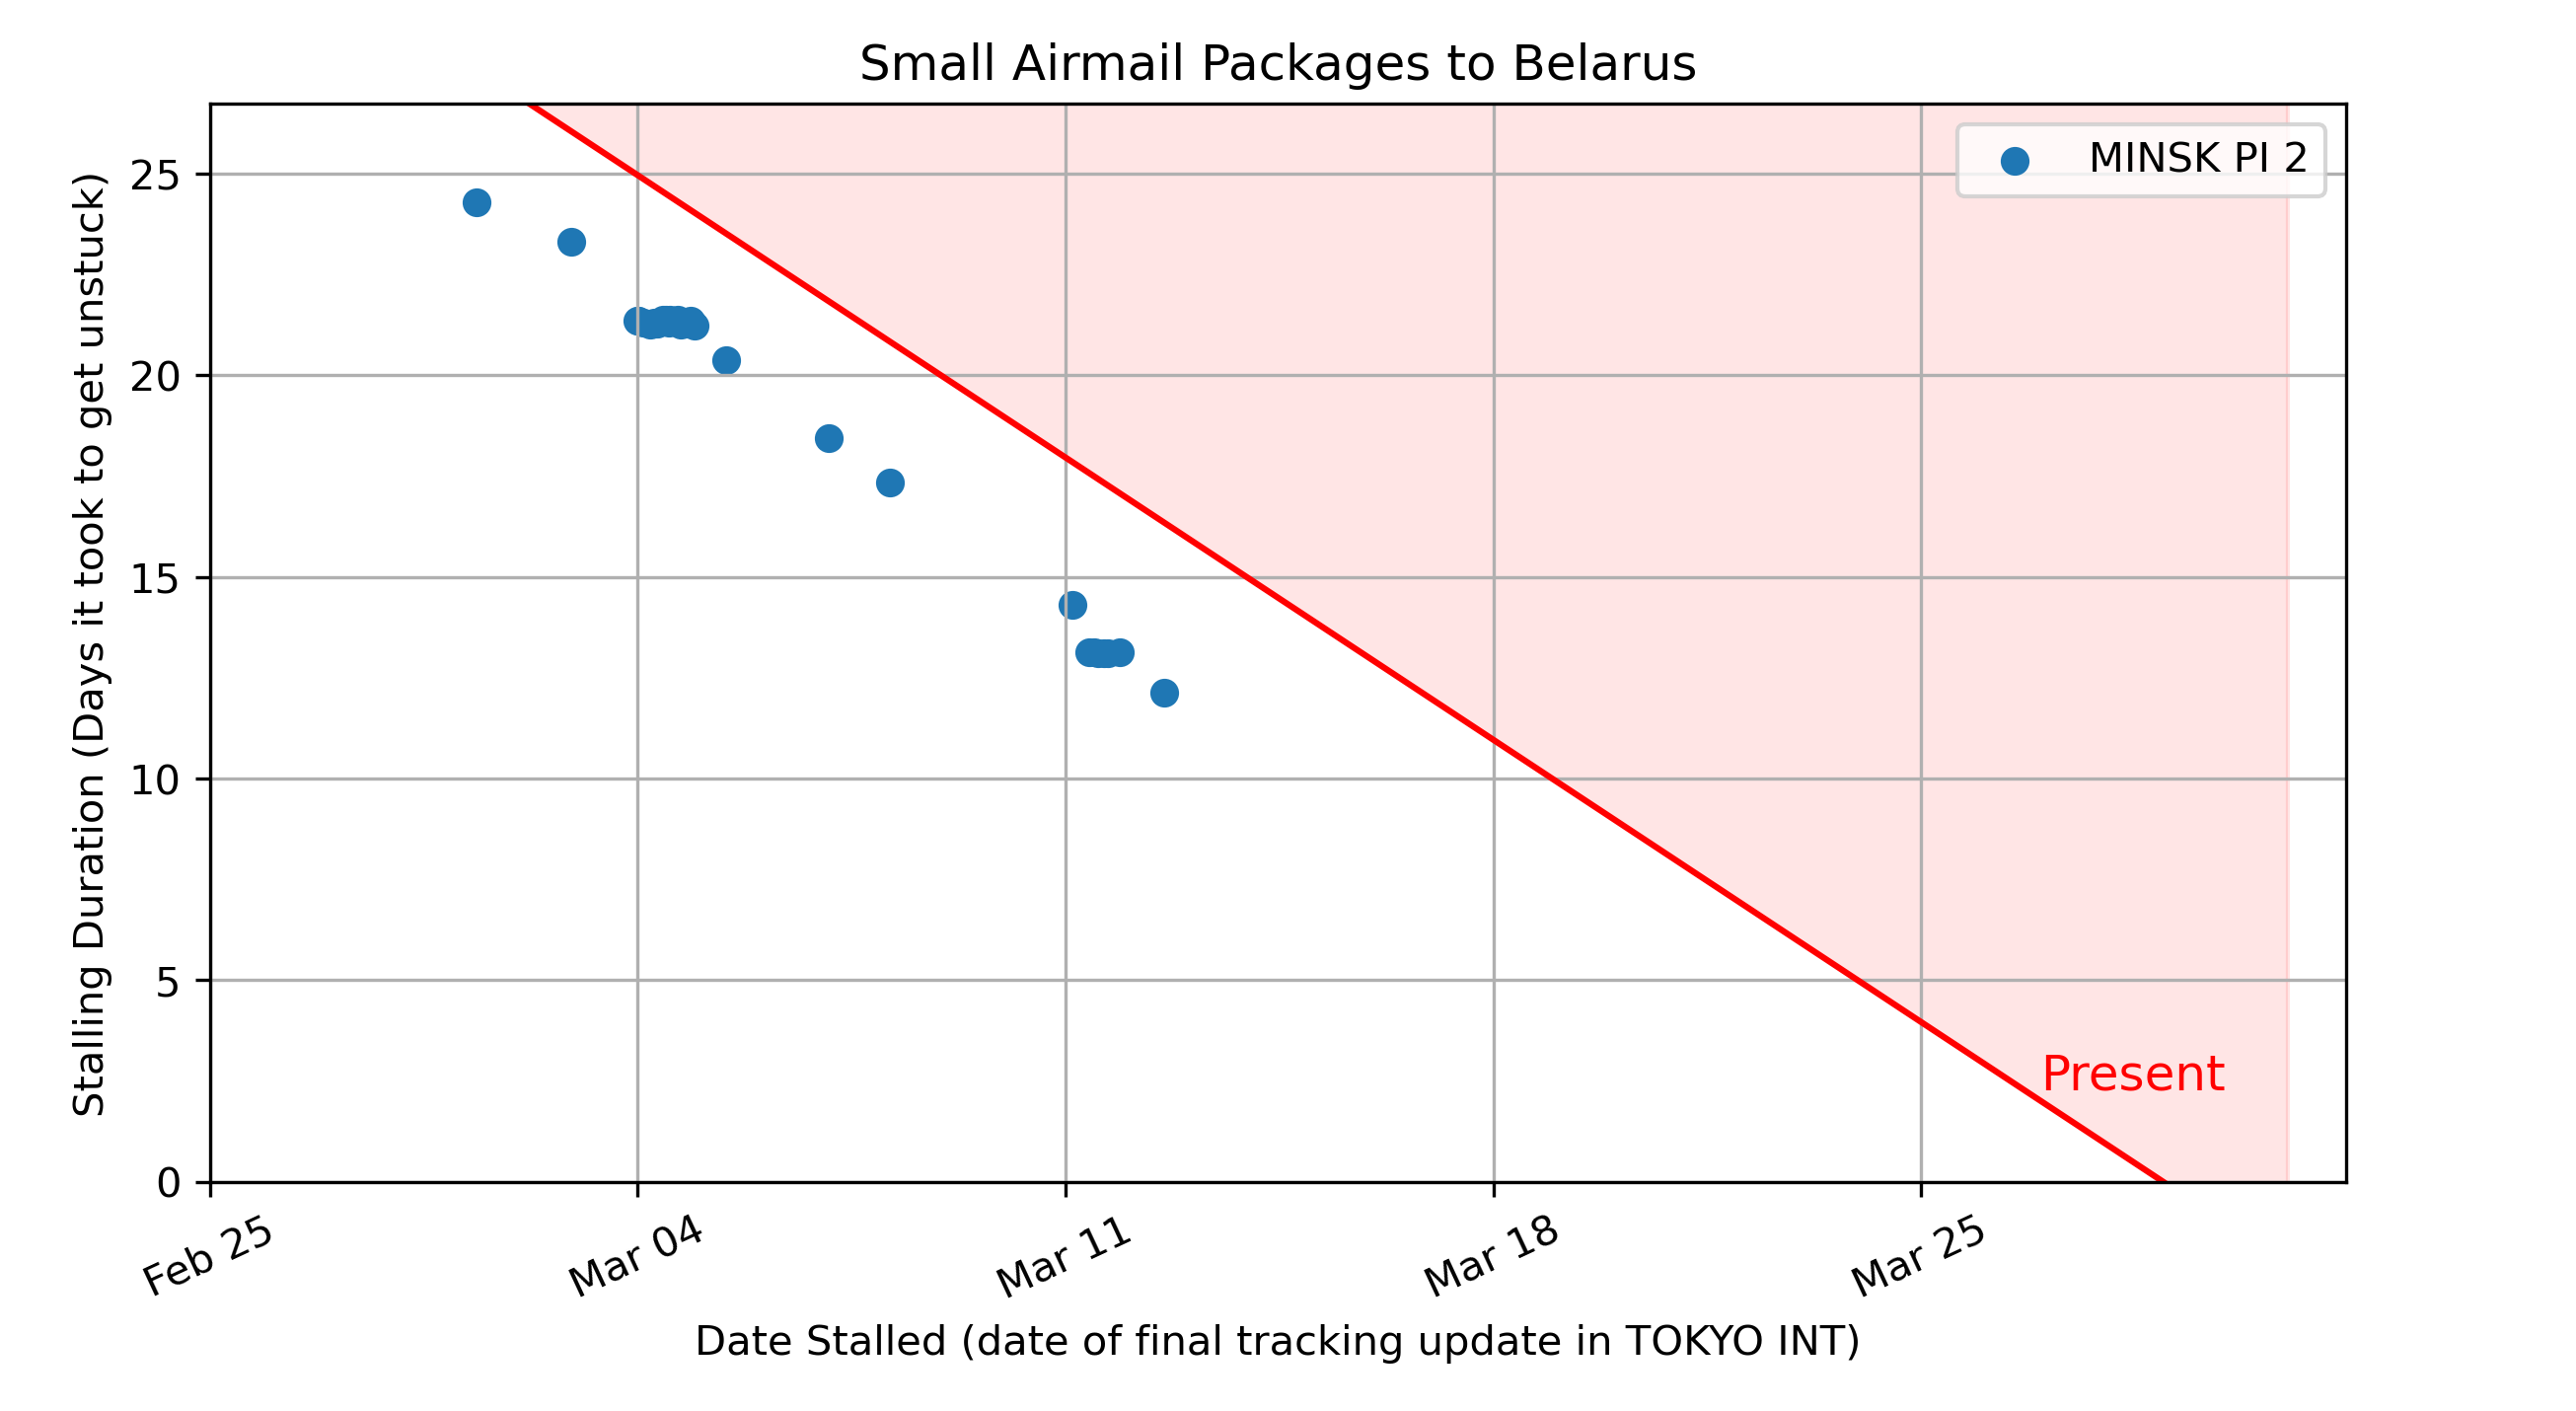 Small Airmail Packages to Belarus
MINSK PI 2
Stalling Duration (Days it took to get unstuck)
25
20
15
10
5
0
Present
Feb 25
Mar 04
Mar 11
Mar 18
Mar 25
Date Stalled (date of final tracking update in TOKYO INT)